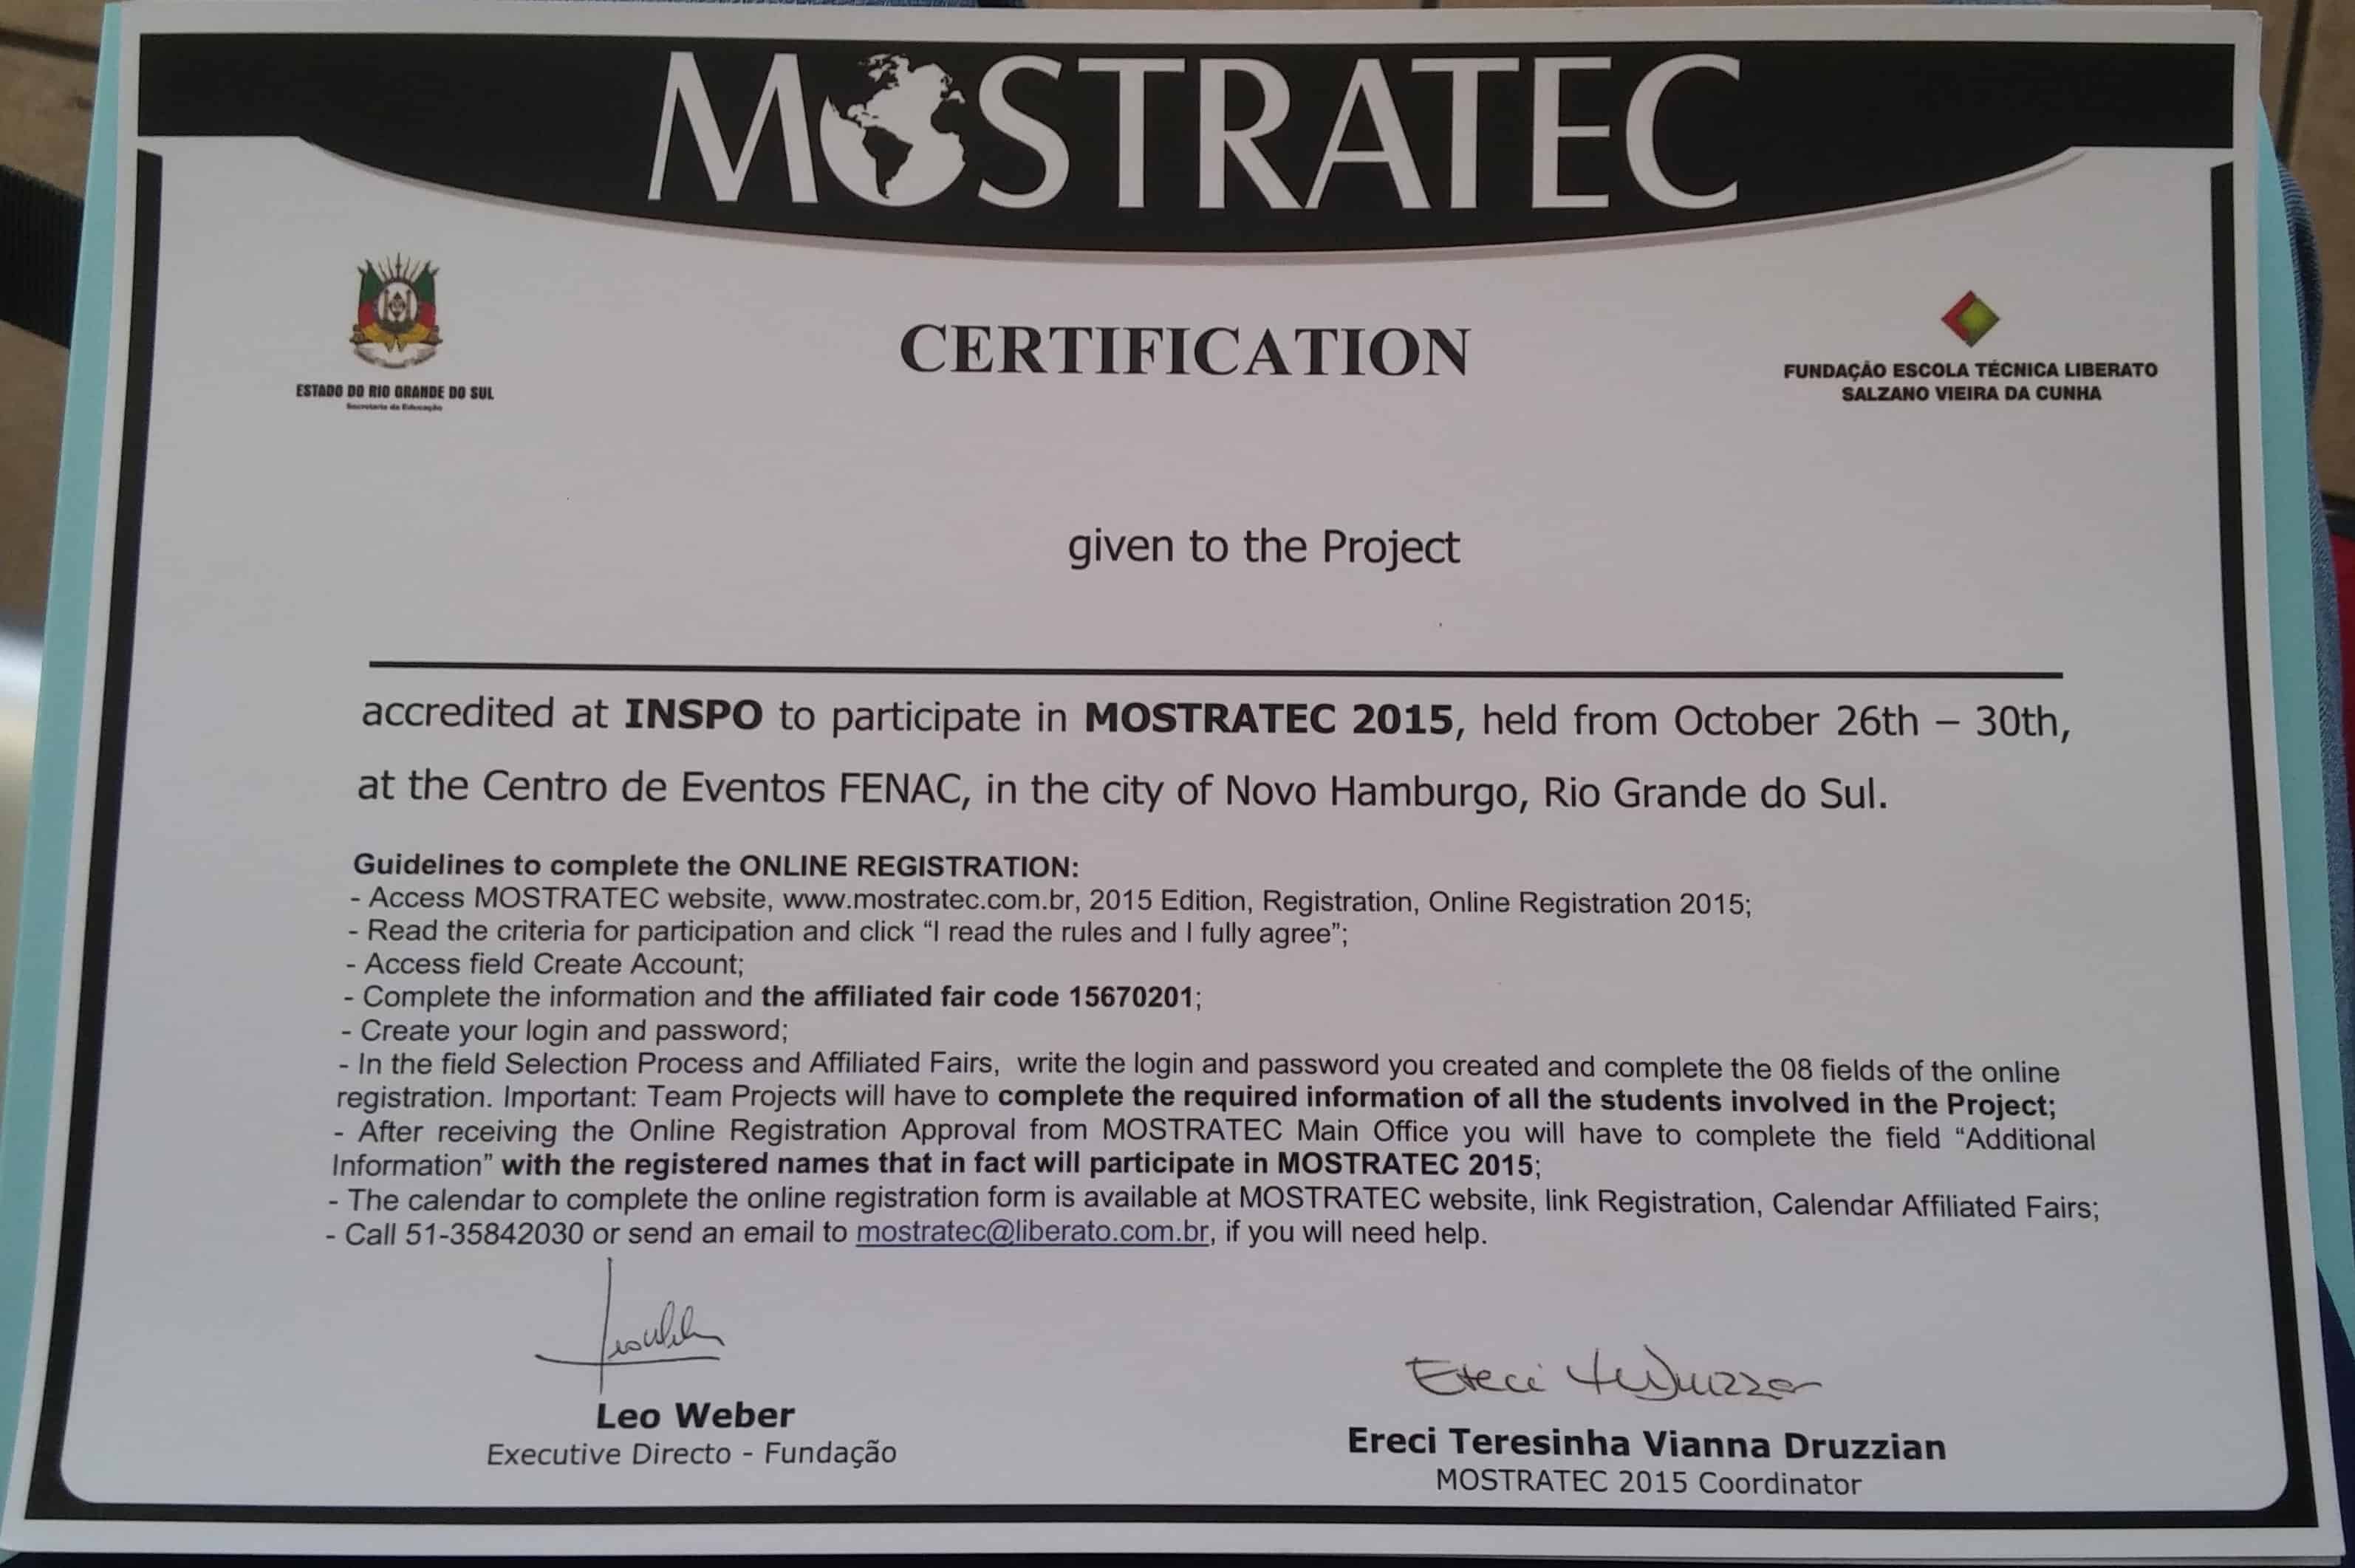 MOSTRATEC
ESTADO DO RIO GRANDE DO SUL
Secretaria da Educação
CERTIFICATION
FUNDAÇÃO ESCOLA TÉCNICA LIBERATO
SALZANO VIEIRA DA CUNHA
given to the Project
accredited at INSPO to participate in MOSTRATEC 2015, held from October 26th – 30th,
at the Centro de Eventos FENAC, in the city of Novo Hamburgo, Rio Grande do Sul.
Guidelines to complete the ONLINE REGISTRATION:
- Access MOSTRATEC website, www.mostratec.com.br, 2015 Edition, Registration, Online Registration 2015;
- Read the criteria for participation and click “I read the rules and I fully agree”;
- Access field Create Account;
- Complete the information and the affiliated fair code 15670201;
- Create your login and password;
- In the field Selection Process and Affiliated Fairs, write the login and password you created and complete the 08 fields of the online
registration. Important: Team Projects will have to complete the required information of all the students involved in the Project;
- After receiving the Online Registration Approval from MOSTRATEC Main Office you will have to complete the field “Additional
Information” with the registered names that in fact will participate in MOSTRATEC 2015;
- The calendar to complete the online registration form is available at MOSTRATEC website, link Registration, Calendar Affiliated Fairs;
- Call 51-35842030 or send an email to mostratec@liberato.com.br, if you will need help.
Leo Weber
Executive Directo - Fundação
Ereci
Ereci Teresinha Vianna Druzzian
MOSTRATEC 2015 Coordinator